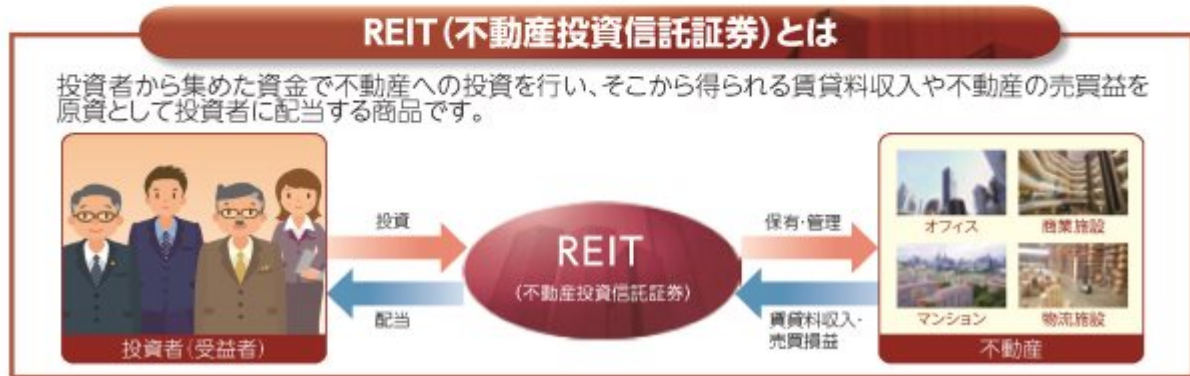 REIT(不動産投資信託証券)とは
投資者から集めた資金で不動産への投資を行い、そこから得られる賃貸料収入や不動産の売買益を
原資として投資者に配当する商品です。
投資
配当
投資者(受益者)
REIT
(不動産投資信託証券)
保有・管理
賃貸料収入・
売買損益
オフィス
商業施設
マンション
物流施設
不動産